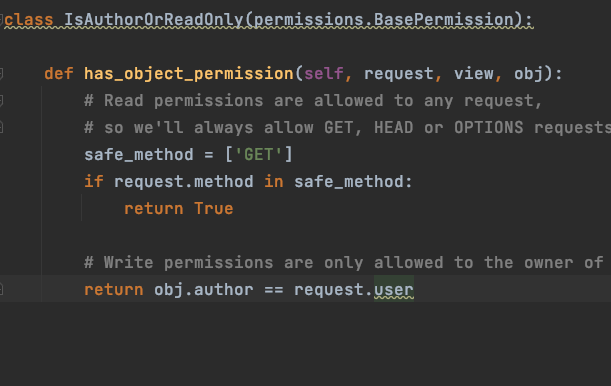 class IsAuthorOrReadOnly(permissions.BasePermission):
def has_object_permission(self, request, view, obj):
# Read permissions are allowed to any request,
# so we'll always allow GET, HEAD or OPTIONS requests
safe_method = ['GET']
if request.method in safe_method:
return True
# Write permissions are only allowed to the owner of
return obj.author == request.user